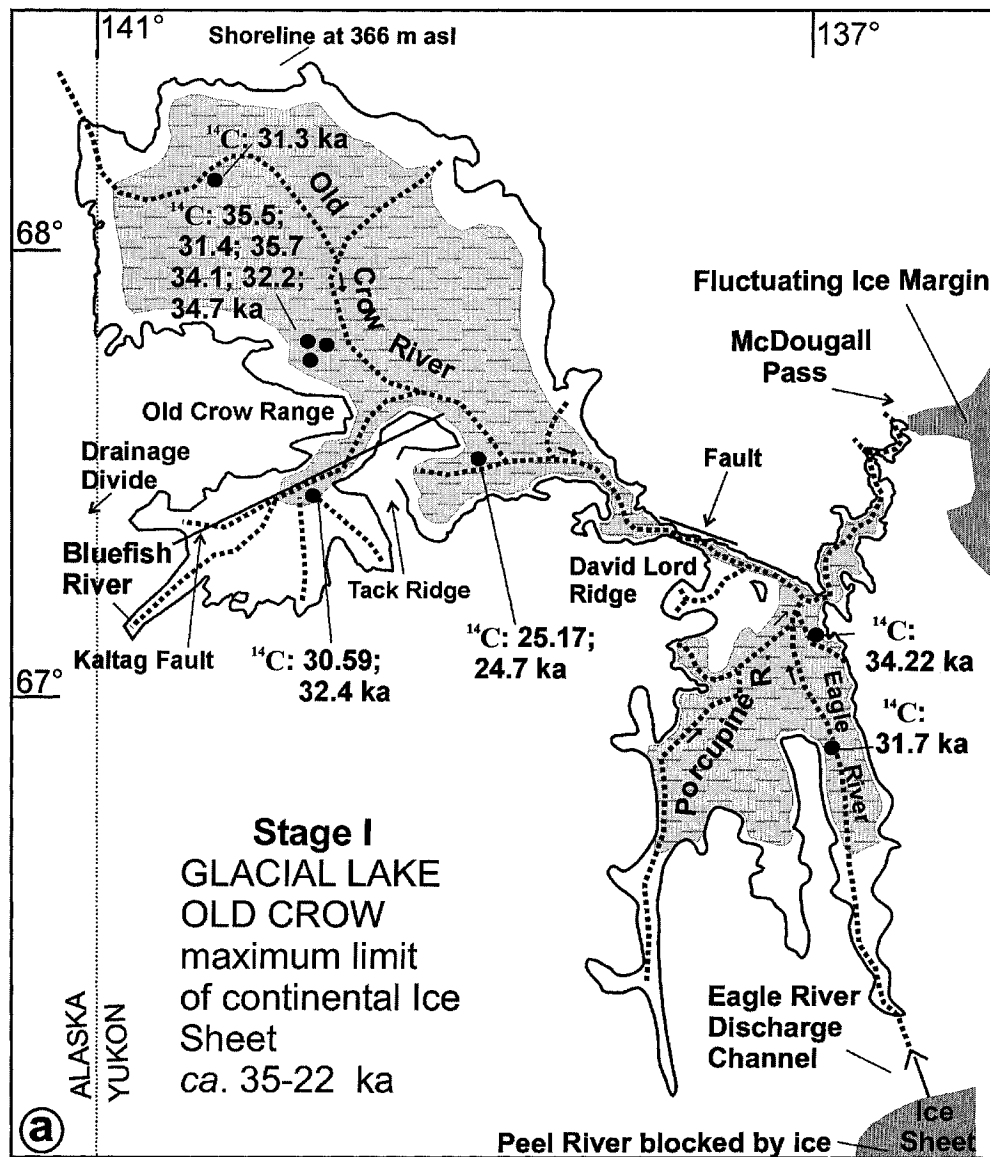 141°
137°
Shoreline at 366 m asl
¹⁴C: 31.3 ka
Old
Crow
River
¹⁴C: 35.5;
31.4; 35.7
34.1; 32.2;
34.7 ka
68°
Fluctuating Ice Margin
McDougall
Pass
Old Crow Range
Drainage
Divide
Fault
Bluefish
River
Tack Ridge
David Lord
Ridge
Kaltag Fault
¹⁴C: 30.59;
32.4 ka
¹⁴C: 25.17;
24.7 ka
¹⁴C:
34.22 ka
67°
Porcupine R
Eagle
River
¹⁴C:
31.7 ka
Stage I
GLACIAL LAKE
OLD CROW
maximum limit
of continental Ice
Sheet
ca. 35-22 ka
ALASKA
YUKON
Eagle River
Discharge
Channel
a
Peel River blocked by ice
Ice
Sheet